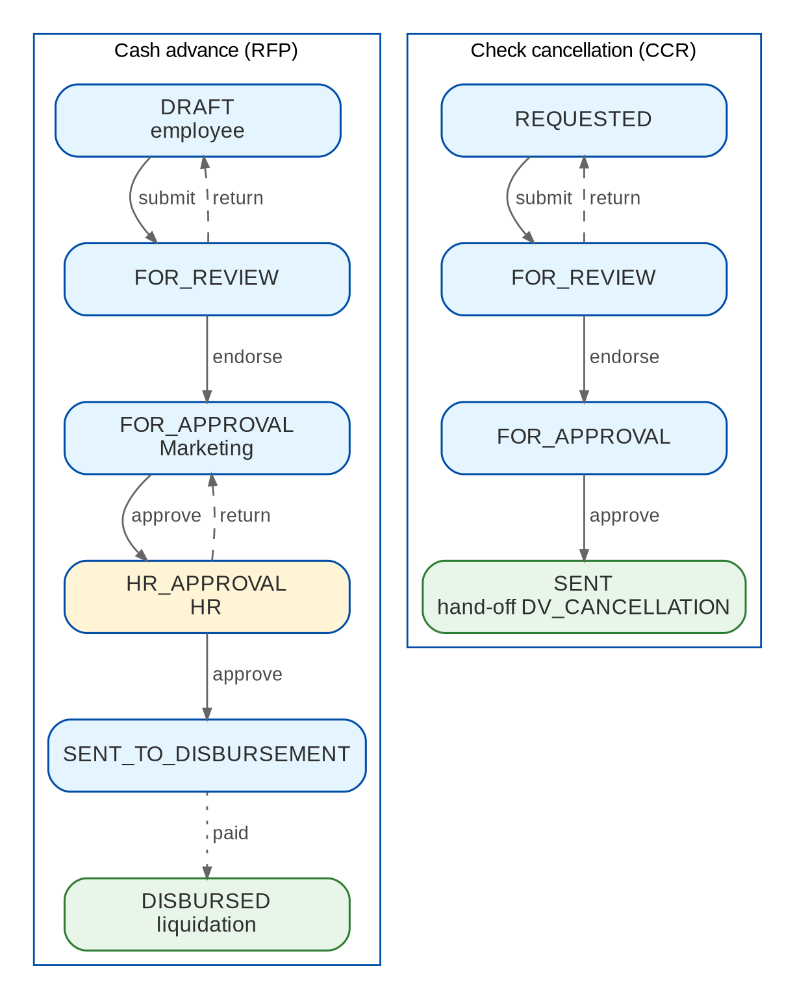 Cash advance (RFP)
DRAFT
employee
submit
return
FOR_REVIEW
endorse
FOR_APPROVAL
Marketing
approve
return
HR_APPROVAL
HR
approve
SENT_TO_DISBURSEMENT
paid
DISBURSED
liquidation
Check cancellation (CCR)
REQUESTED
submit
return
FOR_REVIEW
endorse
FOR_APPROVAL
approve
SENT
hand-off DV_CANCELLATION